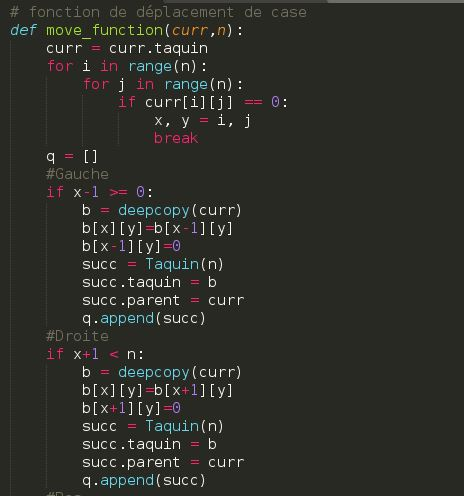 # fonction de déplacement de case
def move_function(curr,n):
    curr = curr.taquin
    for i in range(n):
        for j in range(n):
            if curr[i][j] == 0:
                x, y = i, j
                break
    q = []
    #Gauche
    if x-1 >= 0:
        b = deepcopy(curr)
        b[x][y]=b[x-1][y]
        b[x-1][y]=0
        succ = Taquin(n)
        succ.taquin = b
        succ.parent = curr
        q.append(succ)
    #Droite
    if x+1 < n:
        b = deepcopy(curr)
        b[x][y]=b[x+1][y]
        b[x+1][y]=0
        succ = Taquin(n)
        succ.taquin = b
        succ.parent = curr
        q.append(succ)